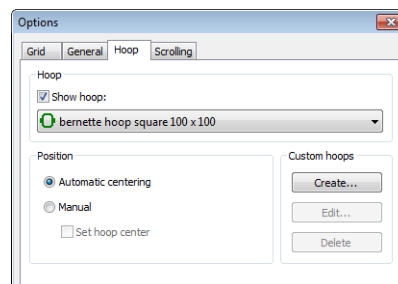 Options
Grid General Hoop Scrolling
Hoop
Show hoop:
bernette hoop square 100 x 100
Position
Automatic centering
Manual
Set hoop center
Custom hoops
Create...
Edit...
Delete